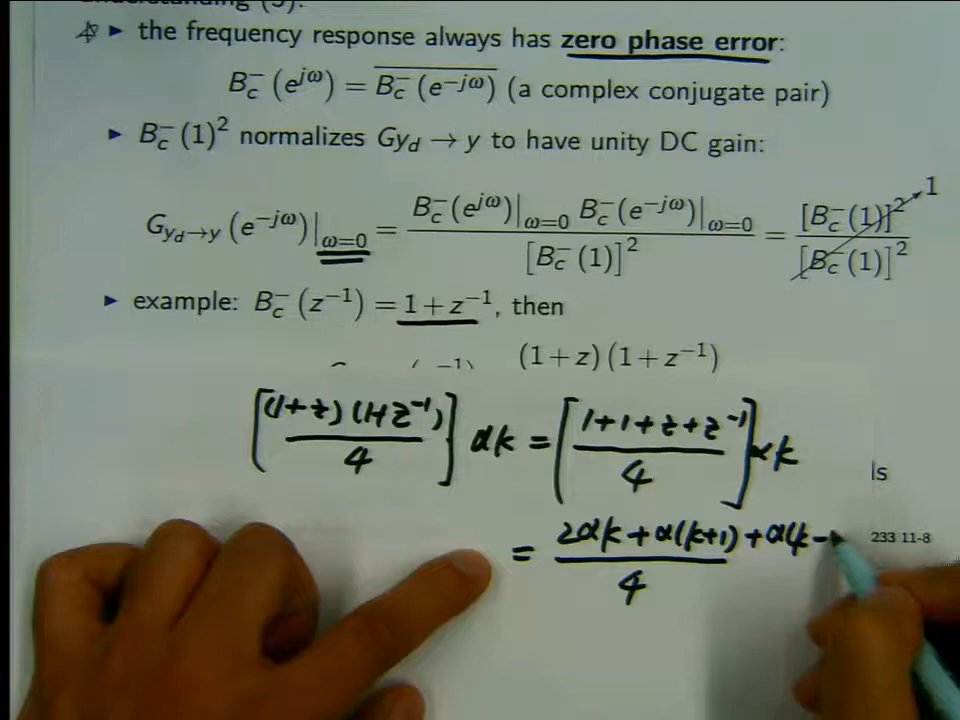 understanding (3):
▶ the frequency response always has zero phase error:
B_c^-(e^{jω}) = \overline{B_c^-(e^{-jω})} (a complex conjugate pair)
▶ B_c^-(1)^2 normalizes G_{y_d→y} to have unity DC gain:
G_{y_d→y}(e^{-jω})|_{ω=0} = B_c^-(e^{jω})|_{ω=0} B_c^-(e^{-jω})|_{ω=0} / [B_c^-(1)]^2 = [B_c^-(1)]^2 / [B_c^-(1)]^2 1
▶ example: B_c^-(z^{-1}) = 1+z^{-1}, then
(1+z)(1+z^{-1})
[(1+z)(1+z^{-1}) / 4] αk = [1+1+z+z^{-1} / 4] αk
ls
= 2αk + α(k+1) + α(k- / 4
233 11-8